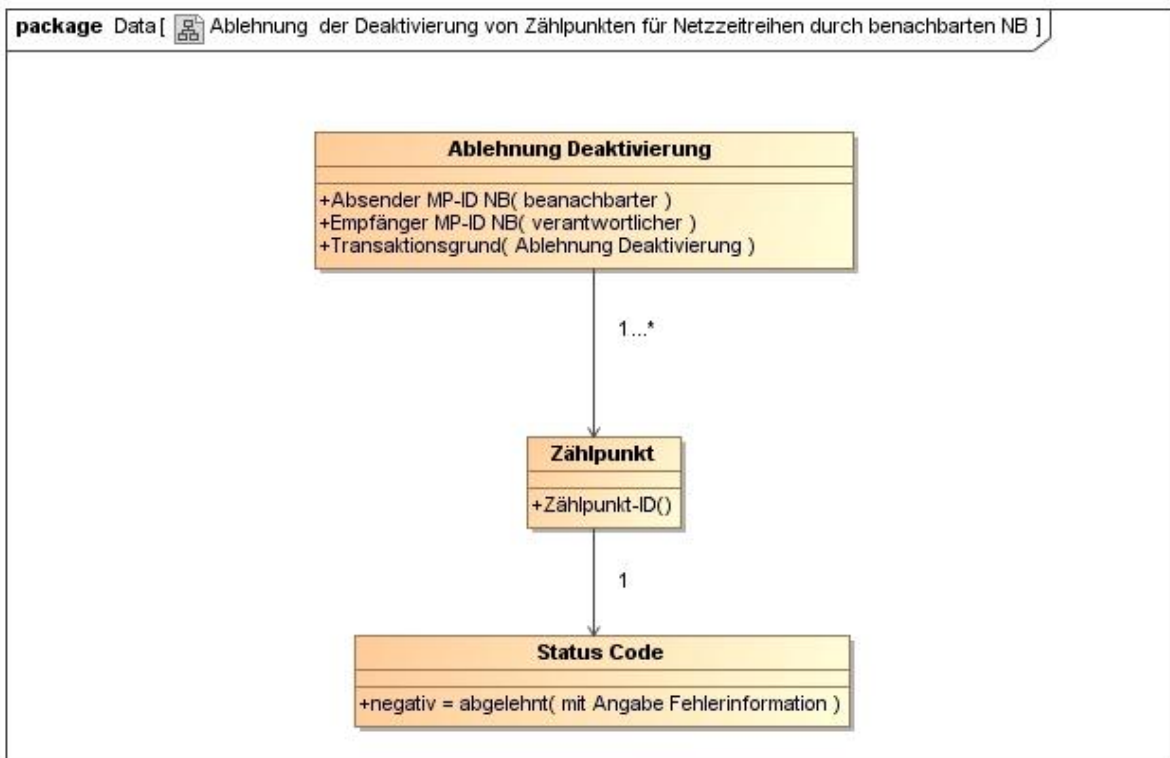 package Data[ Ablehnung der Deaktivierung von Zählpunkten für Netzzeitreihen durch benachbarten NB ]
Ablehnung Deaktivierung
+Absender MP-ID NB( beanachbarter )
+Empfänger MP-ID NB( verantwortlicher )
+Transaktionsgrund( Ablehnung Deaktivierung )
1...*
Zählpunkt
+Zählpunkt-ID()
1
Status Code
+negativ = abgelehnt( mit Angabe Fehlerinformation )